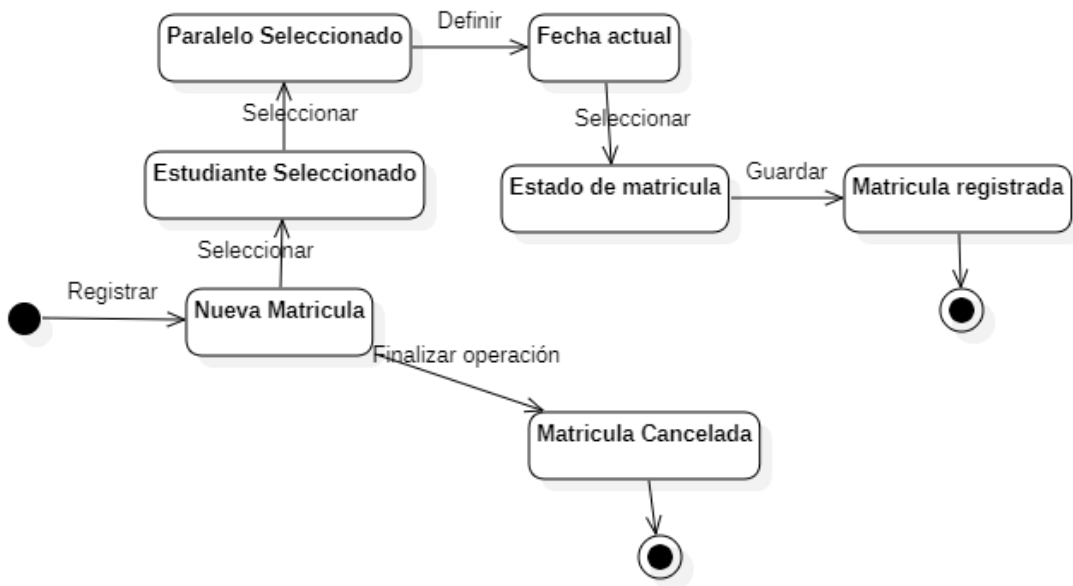 Definir
Paralelo Seleccionado
Fecha actual
Seleccionar
Seleccionar
Estudiante Seleccionado
Estado de matricula
Guardar
Matricula registrada
Seleccionar
Registrar
Nueva Matricula
Finalizar operación
Matricula Cancelada